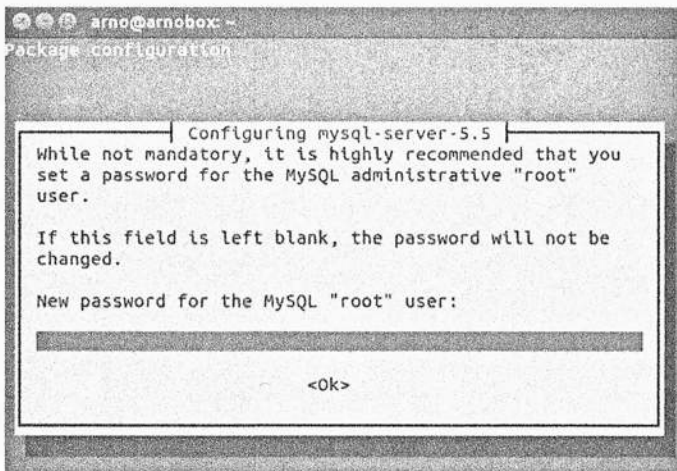 arno@arnobox: ~
Package configuration
Configuring mysql-server-5.5
While not mandatory, it is highly recommended that you
set a password for the MySQL administrative "root"
user.
If this field is left blank, the password will not be
changed.
New password for the MySQL "root" user:
<Ok>